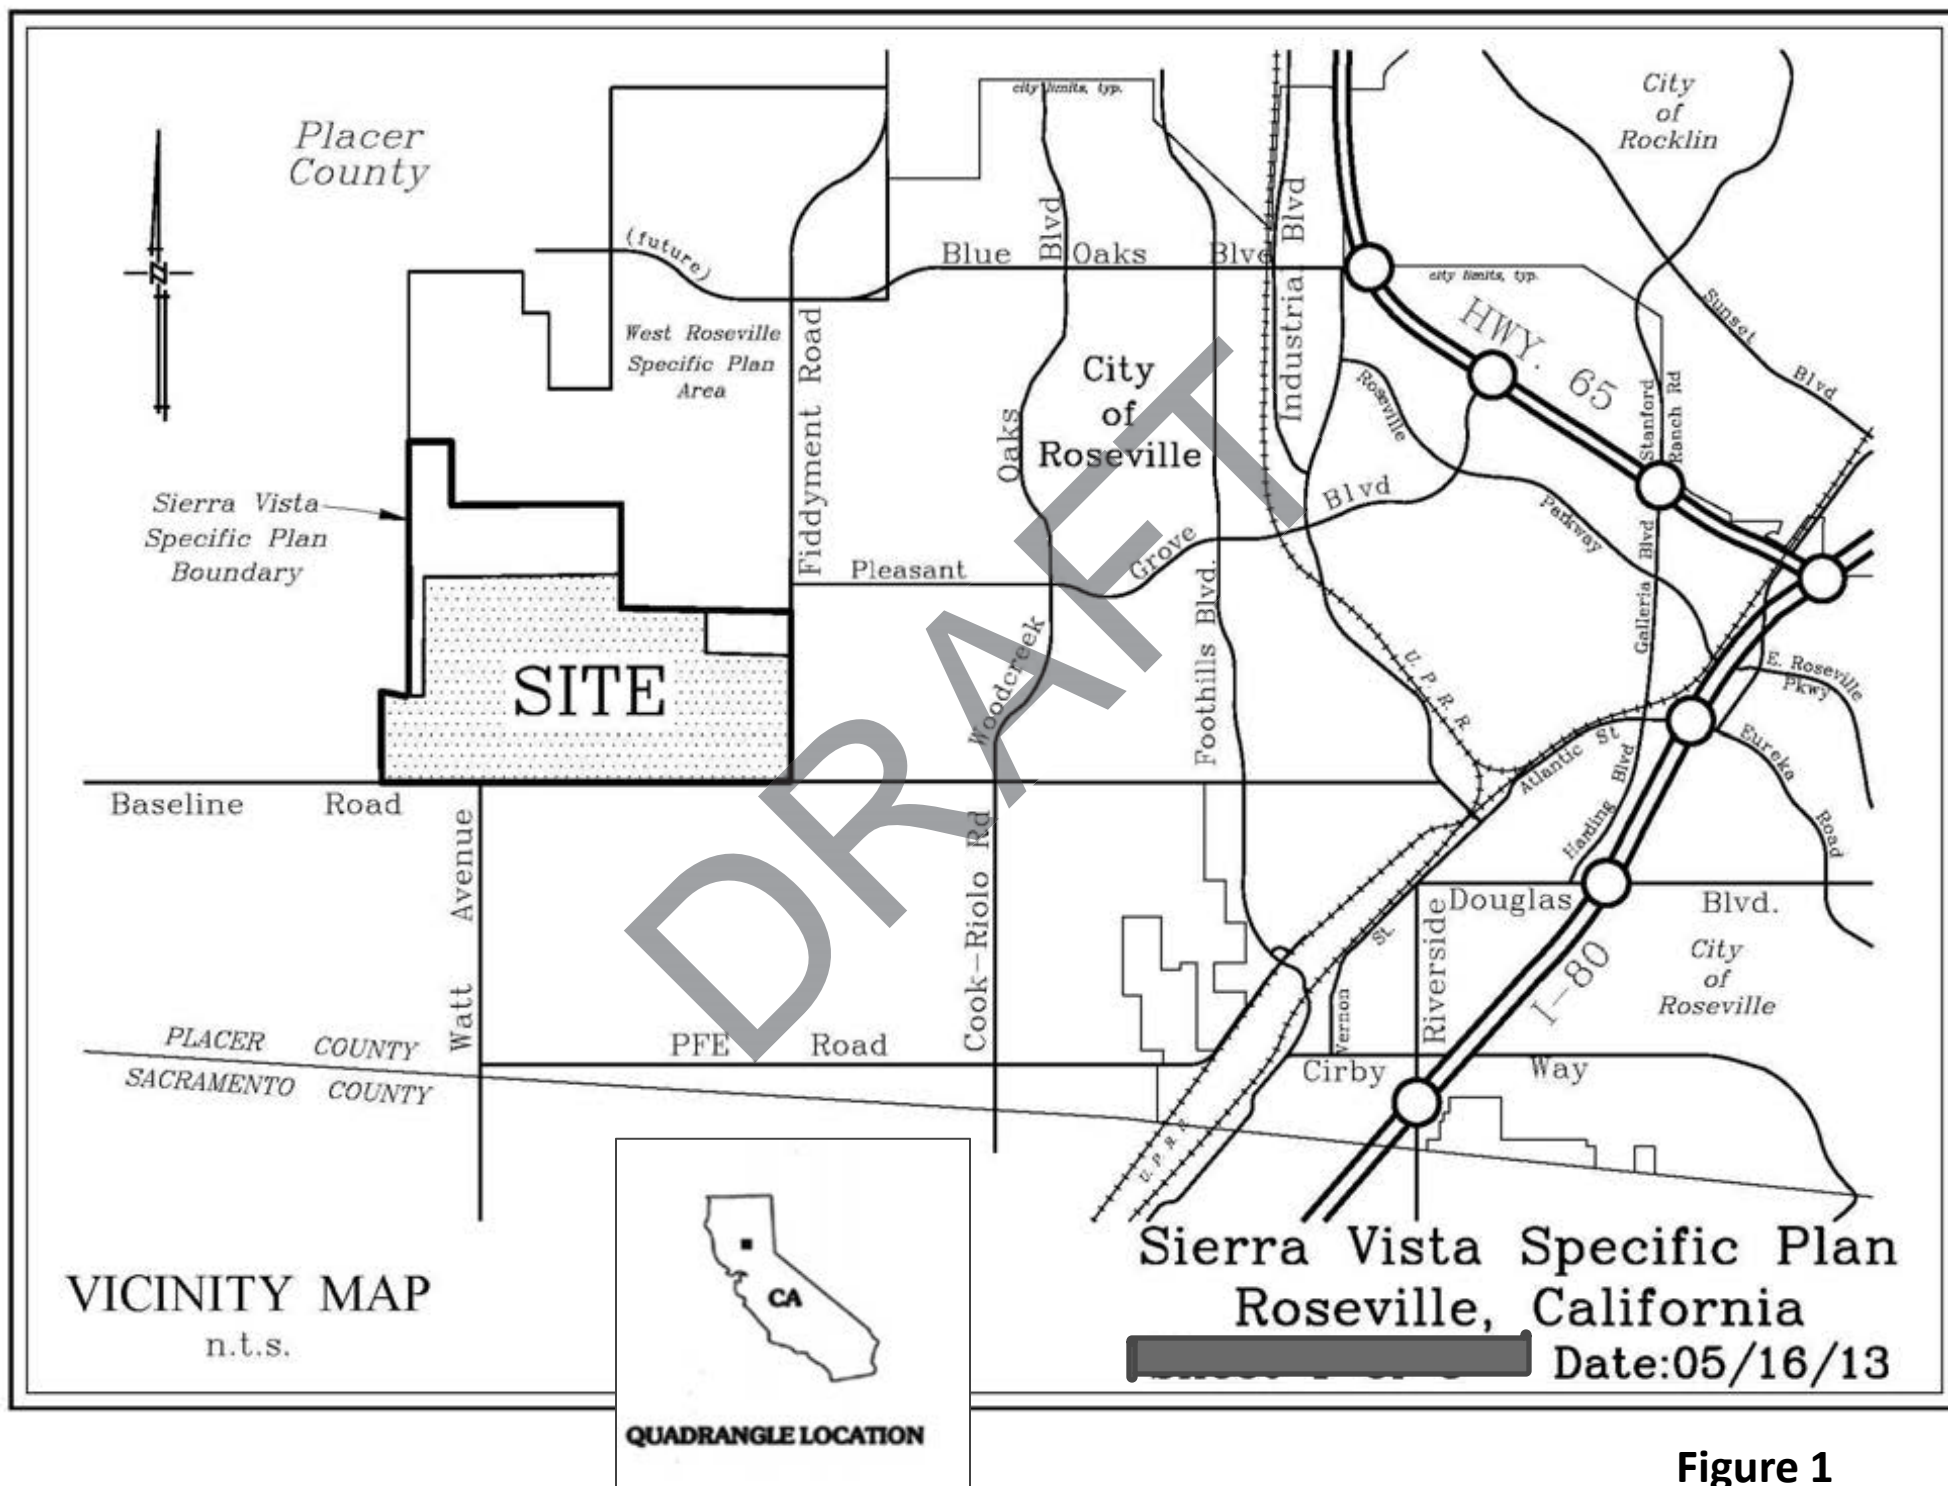 Placer
County
city limits, typ.
City
of
Rocklin
(future)
Blue Oaks Blvd
Blvd
Industrial Blvd
city limits, typ.
HWY. 65
Sunset
Blvd
West Roseville
Specific Plan
Area
Fiddyment Road
City
of
Roseville
Oaks
Roseville
Parkway
Stanford
Ranch Rd
N
Sierra Vista
Specific Plan
Boundary
Pleasant Grove Blvd
Galleria Blvd
Foothills Blvd.
Woodcreek
SITE
DRAFT
U. P. R. R.
E. Roseville
Pkwy
Eureka
Road
Atlantic St
Harding Blvd
Baseline Road
Watt Avenue
Cook-Riolo Rd
Douglas Blvd.
Riverside
St.
Vernon
City
of
Roseville
I-80
PLACER COUNTY
SACRAMENTO COUNTY
PFE Road
Cirby Way
U. P. R. R.
CA
QUADRANGLE LOCATION
VICINITY MAP
n.t.s.
Sierra Vista Specific Plan
Roseville, California
Date:05/16/13
Figure 1